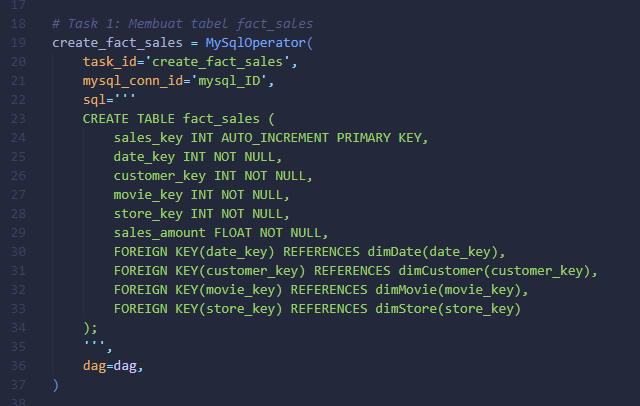 17
18 # Task 1: Membuat tabel fact_sales
19 create_fact_sales = MySqlOperator(
20     task_id='create_fact_sales',
21     mysql_conn_id='mysql_ID',
22     sql='''
23     CREATE TABLE fact_sales (
24         sales_key INT AUTO_INCREMENT PRIMARY KEY,
25         date_key INT NOT NULL,
26         customer_key INT NOT NULL,
27         movie_key INT NOT NULL,
28         store_key INT NOT NULL,
29         sales_amount FLOAT NOT NULL,
30         FOREIGN KEY(date_key) REFERENCES dimDate(date_key),
31         FOREIGN KEY(customer_key) REFERENCES dimCustomer(customer_key),
32         FOREIGN KEY(movie_key) REFERENCES dimMovie(movie_key),
33         FOREIGN KEY(store_key) REFERENCES dimStore(store_key)
34     );
35     ''',
36     dag=dag,
37 )
38